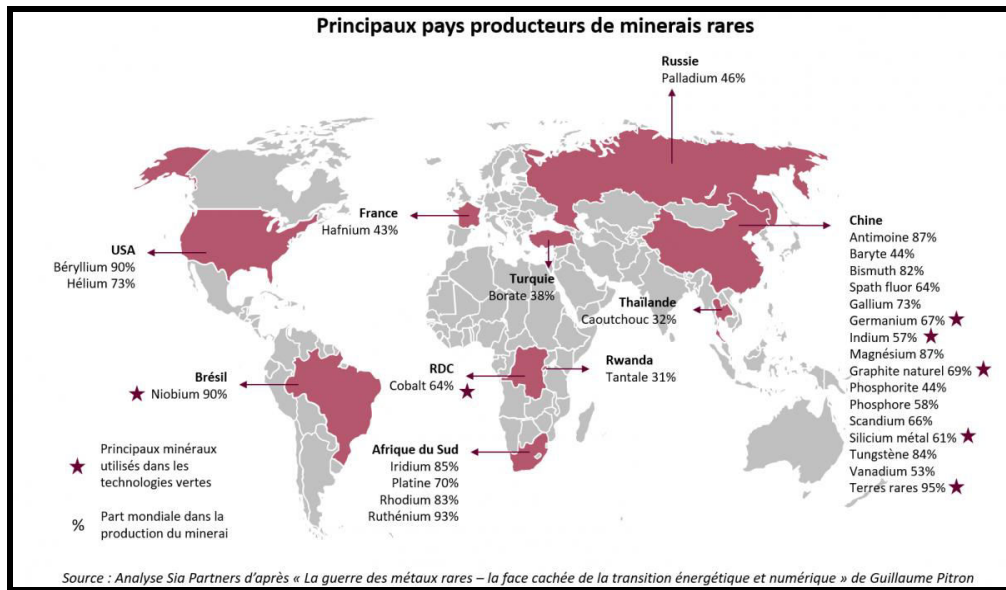 Principaux pays producteurs de minerais rares
Russie
Palladium 46%
France
Hafnium 43%
USA
Béryllium 90%
Hélium 73%
Turquie
Borate 38%
Thaïlande
Caoutchouc 32%
Chine
Antimoine 87%
Baryte 44%
Bismuth 82%
Spath fluor 64%
Gallium 73%
Germanium 67%
Indium 57%
Magnésium 87%
Graphite naturel 69%
Phosphorite 44%
Phosphore 58%
Scandium 66%
Silicium métal 61%
Tungstène 84%
Vanadium 53%
Terres rares 95%
Brésil
Niobium 90%
RDC
Cobalt 64%
Rwanda
Tantale 31%
Afrique du Sud
Iridium 85%
Platine 70%
Rhodium 83%
Ruthénium 93%
Principaux minéraux
utilisés dans les
technologies vertes
% Part mondiale dans la
production du minerai
Source : Analyse Sia Partners d'après « La guerre des métaux rares – la face cachée de la transition énergétique et numérique » de Guillaume Pitron